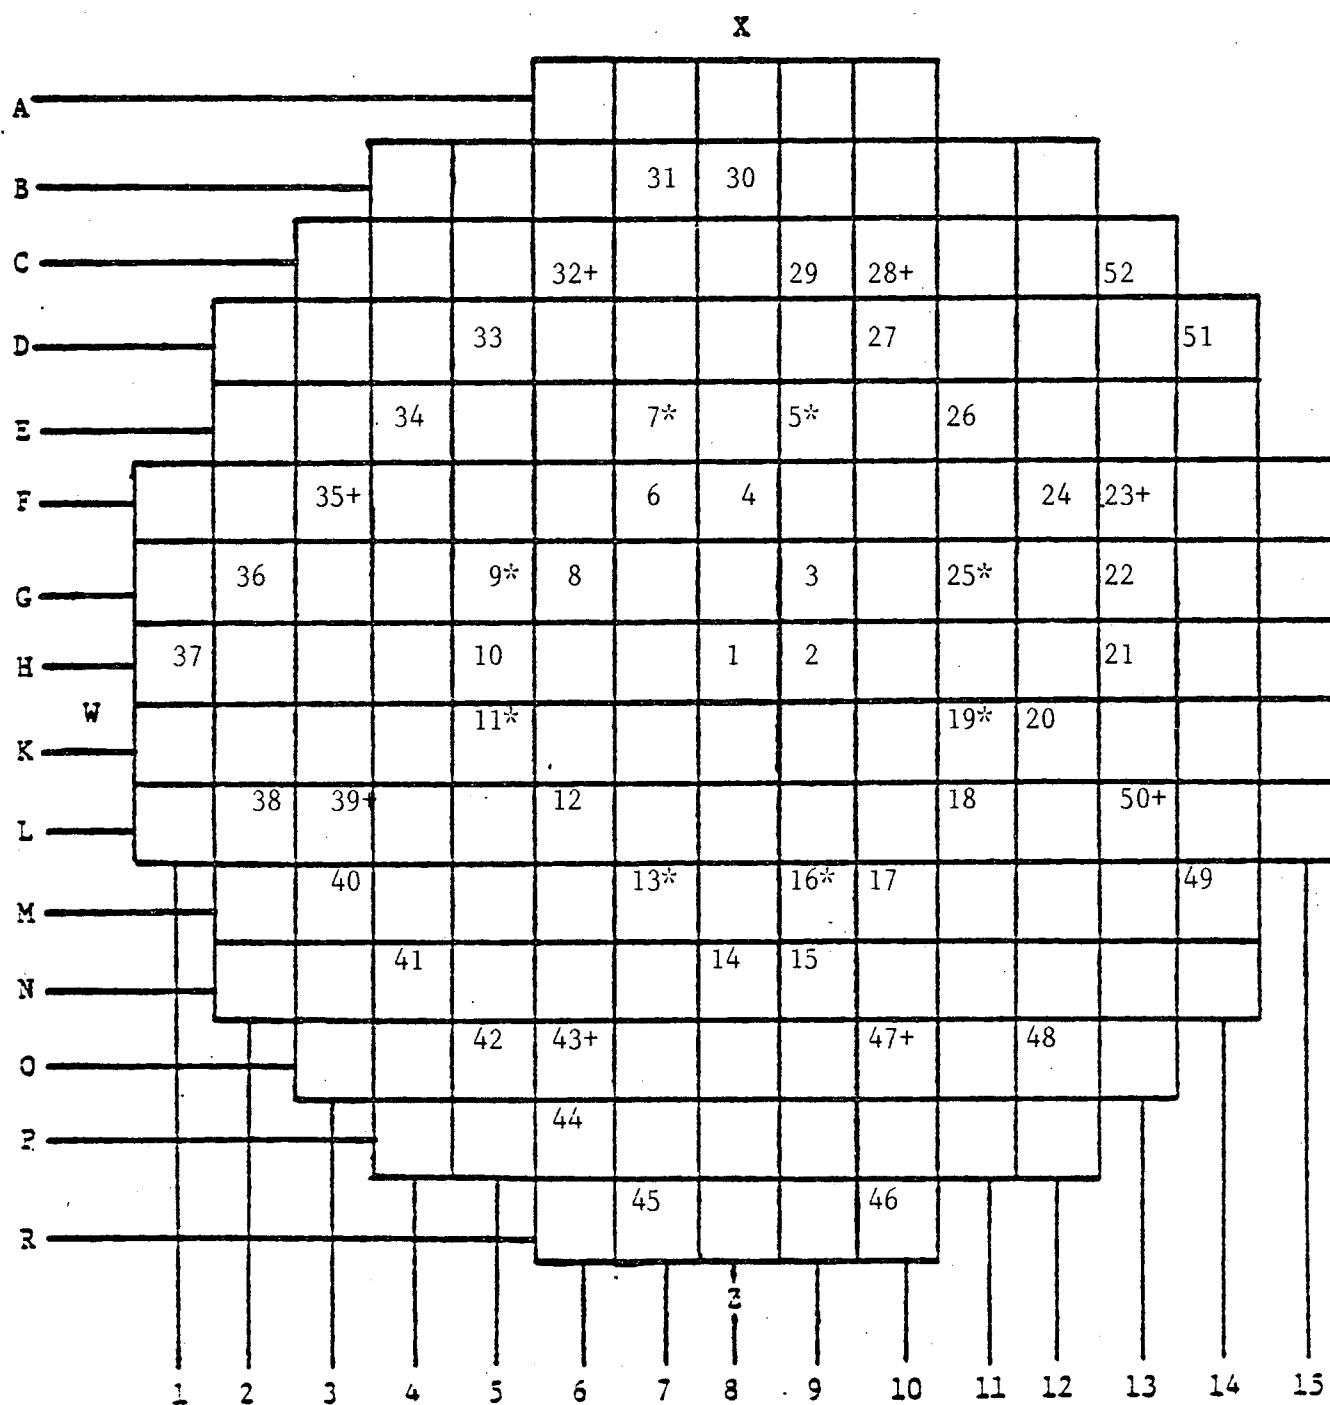 X
A
B 31 30
C 32+ 29 28+ 52
D 33 27 51
E 34 7* 5* 26
F 35+ 6 4 24 23+
G 36 9* 8 3 25* 22
H 37 10 1 2 21
W
K 11* 19* 20
L 38 39+ 12 18 50+
M 40 13* 16* 17 49
N 41 14 15
O 42 43+ 47+ 48
P 44
R 45 46
1 2 3 4 5 6 7 8 9 10 11 12 13 14 15